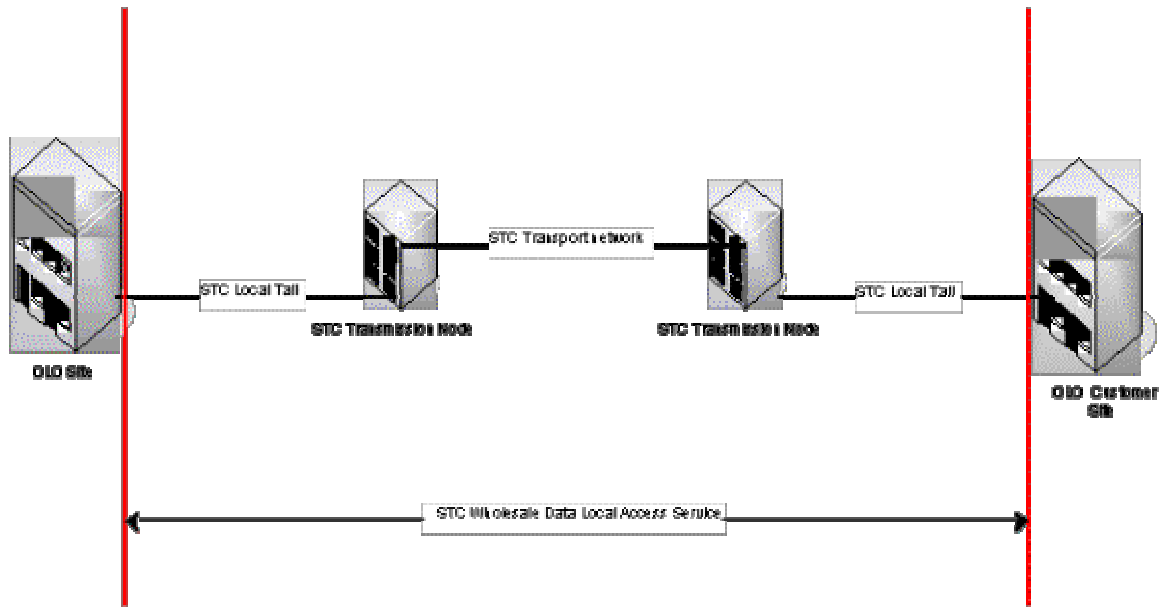 STC Transport network
STC Local Tail
STC Local Tail
STC Transmission Node
STC Transmission Node
OLO Site
OLO Customer
Site
STC Wholesale Data Local Access Service